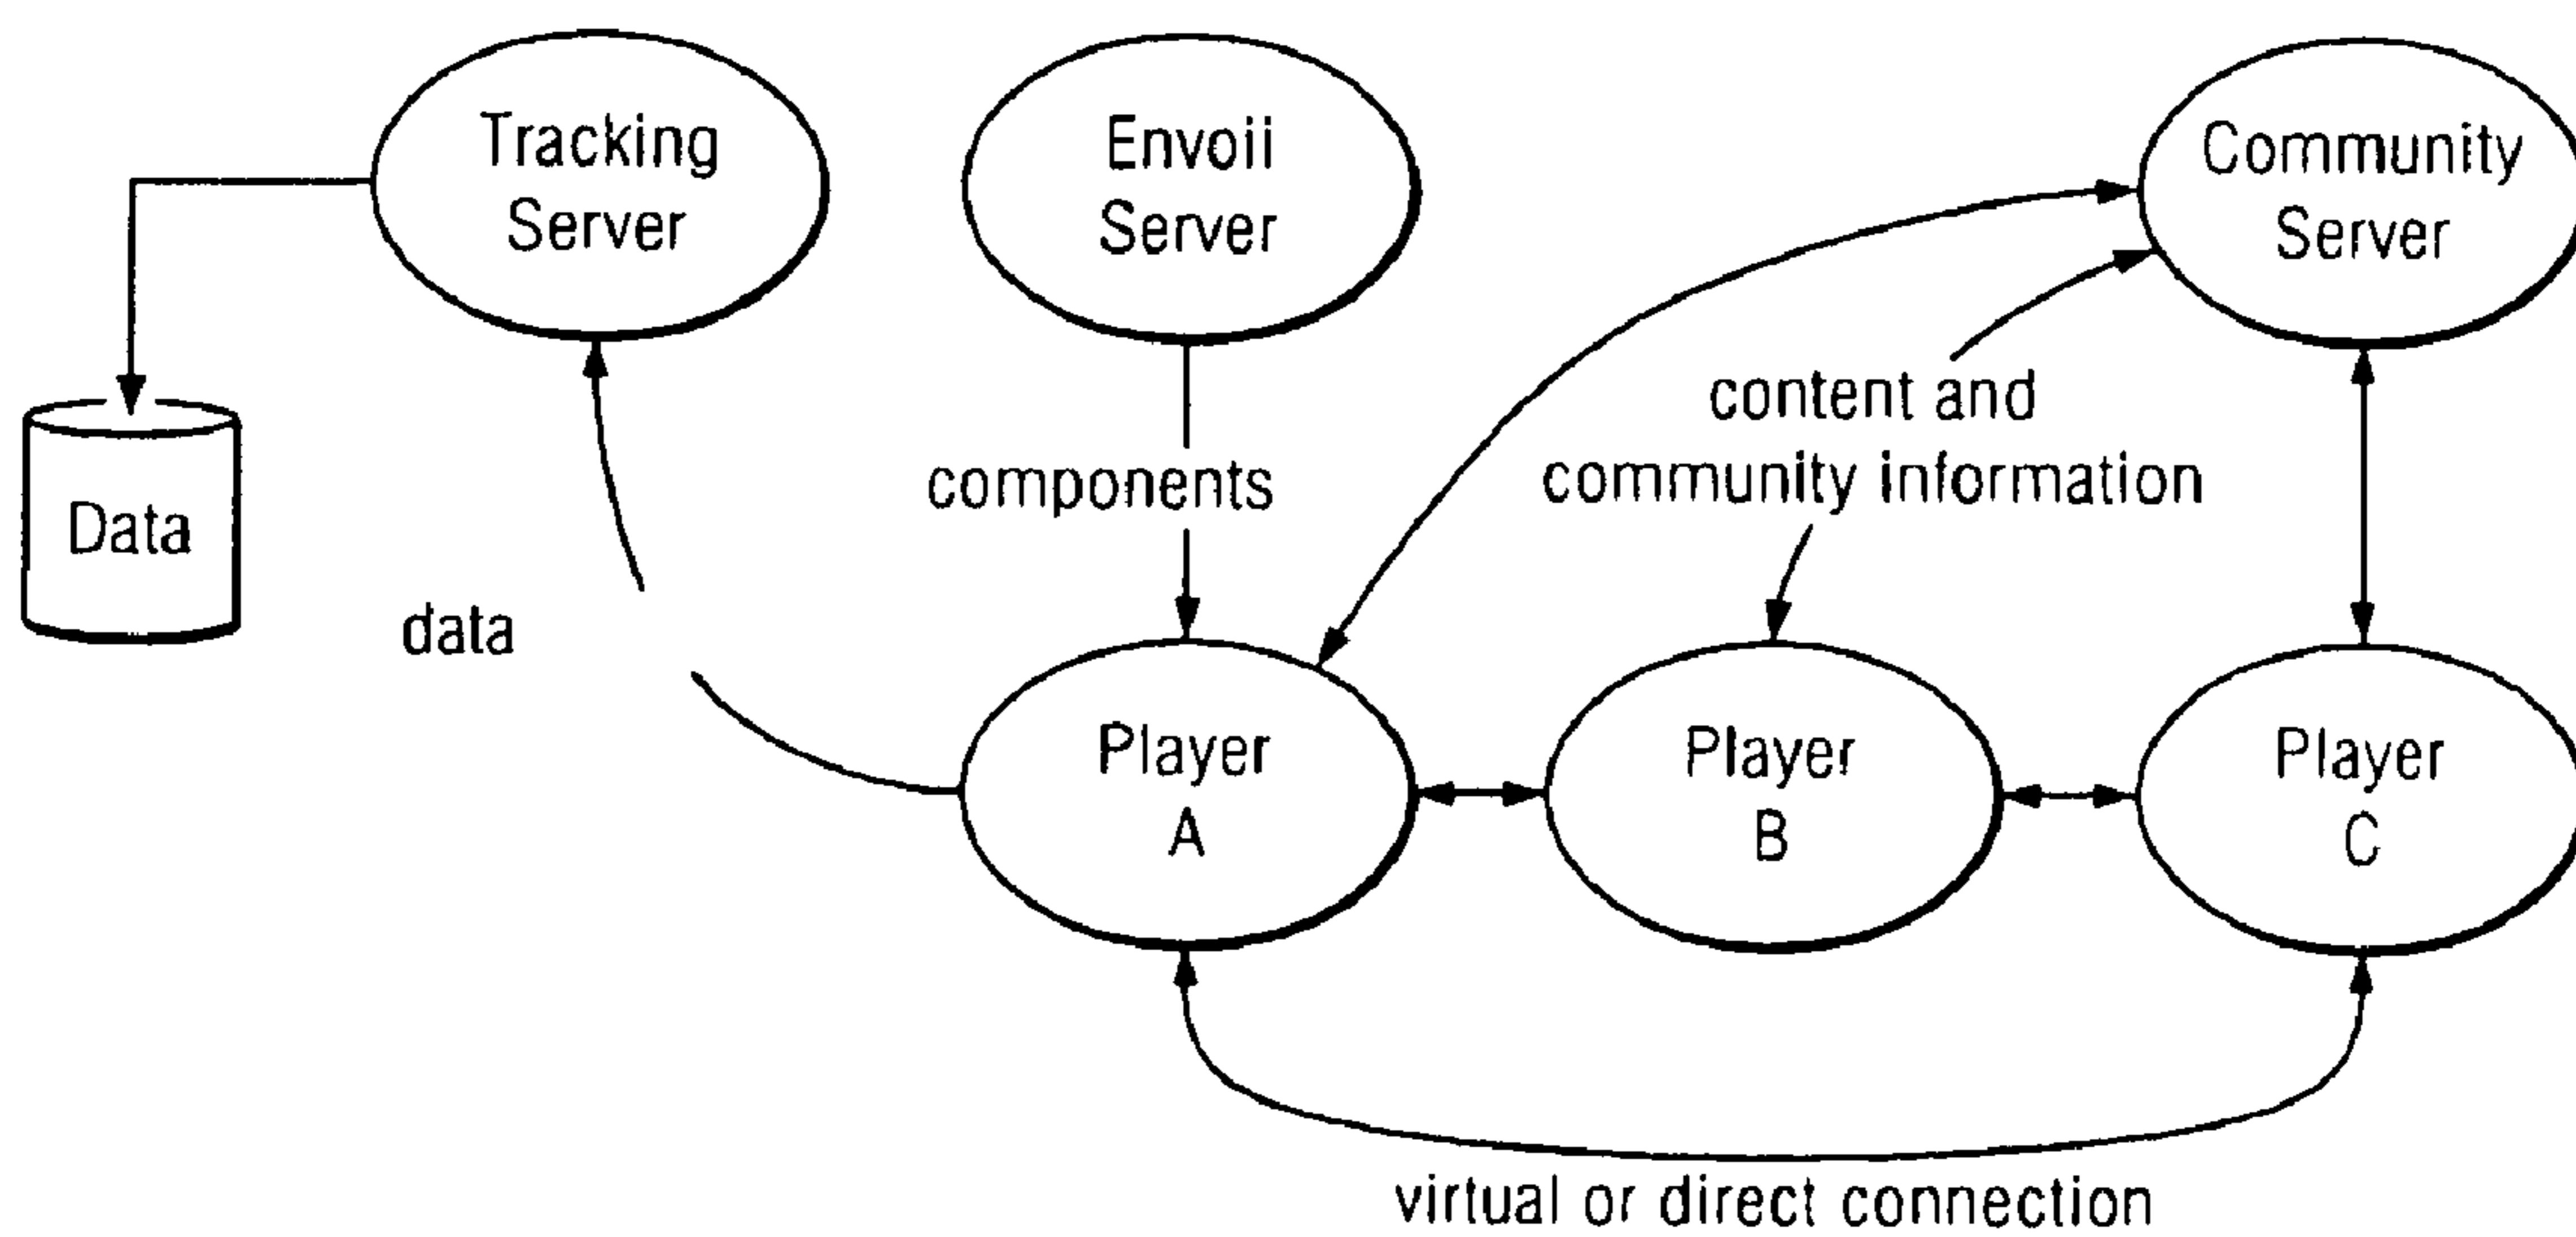 Tracking
Server
Envoii
Server
Community
Server
content and
community information
components
Data
data
Player
A
Player
B
Player
C
virtual or direct connection